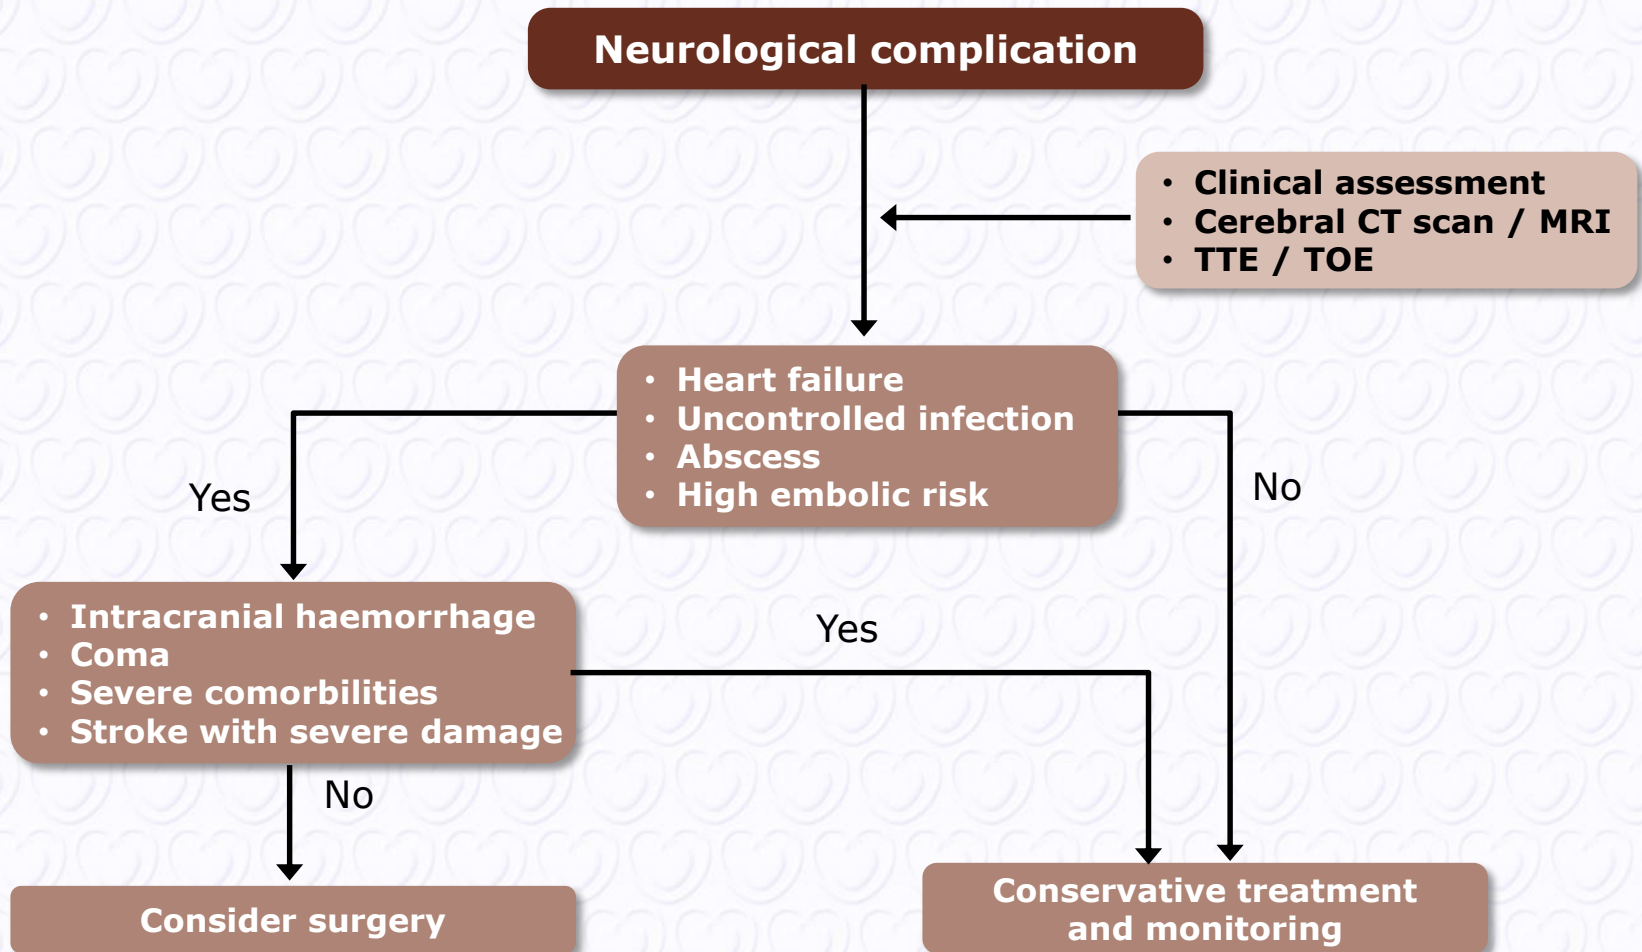 Neurological complication
• Clinical assessment
• Cerebral CT scan / MRI
• TTE / TOE
• Heart failure
• Uncontrolled infection
• Abscess
• High embolic risk
Yes
No
• Intracranial haemorrhage
• Coma
• Severe comorbilities
• Stroke with severe damage
Yes
No
Consider surgery
Conservative treatment
and monitoring